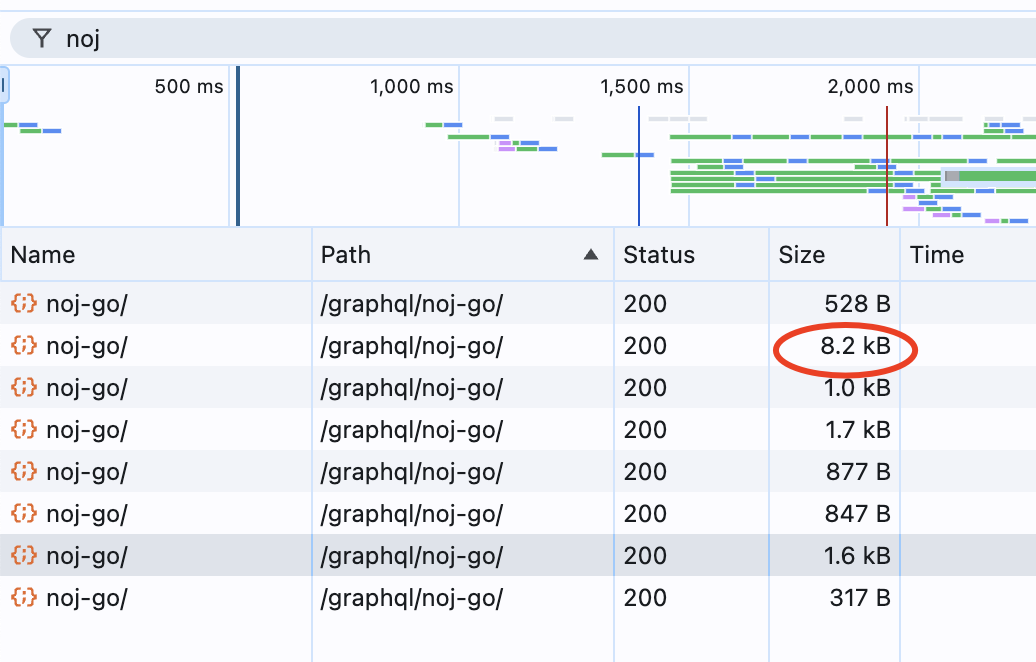 noj
500 ms 1,000 ms 1,500 ms 2,000 ms
Name Path Status Size Time
noj-go/ /graphql/noj-go/ 200 528 B
noj-go/ /graphql/noj-go/ 200 8.2 kB
noj-go/ /graphql/noj-go/ 200 1.0 kB
noj-go/ /graphql/noj-go/ 200 1.7 kB
noj-go/ /graphql/noj-go/ 200 877 B
noj-go/ /graphql/noj-go/ 200 847 B
noj-go/ /graphql/noj-go/ 200 1.6 kB
noj-go/ /graphql/noj-go/ 200 317 B